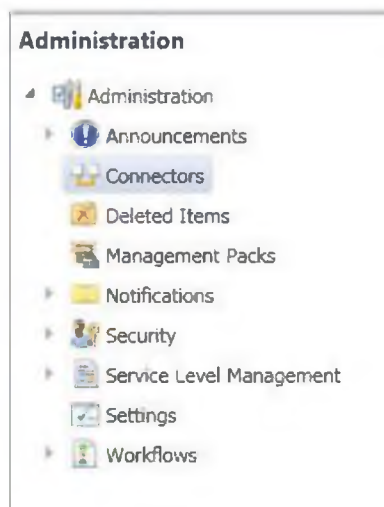 Administration
Administration
Announcements
Connectors
Deleted Items
Management Packs
Notifications
Security
Service Level Management
Settings
Workflows